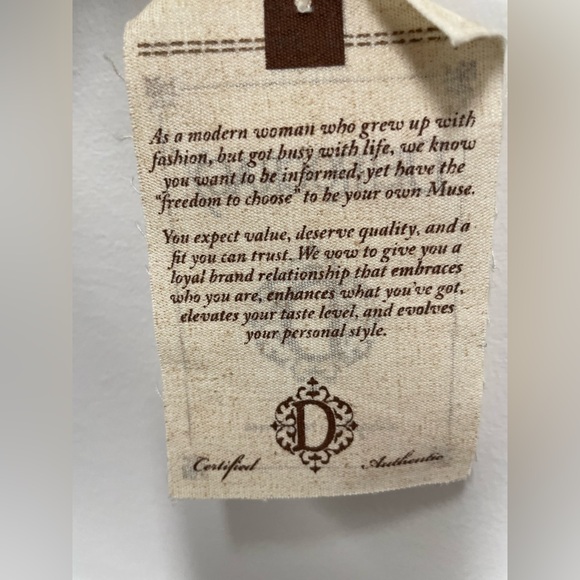 As a modern woman who grew up with
fashion, but got busy with life, we know
you want to be informed, yet have the
"freedom to choose" to be your own Muse.
You expect value, deserve quality, and a
fit you can trust. We vow to give you a
loyal brand relationship that embraces
who you are, enhances what you've got,
elevates your taste level, and evolves
your personal style.
D
Certified Authentic